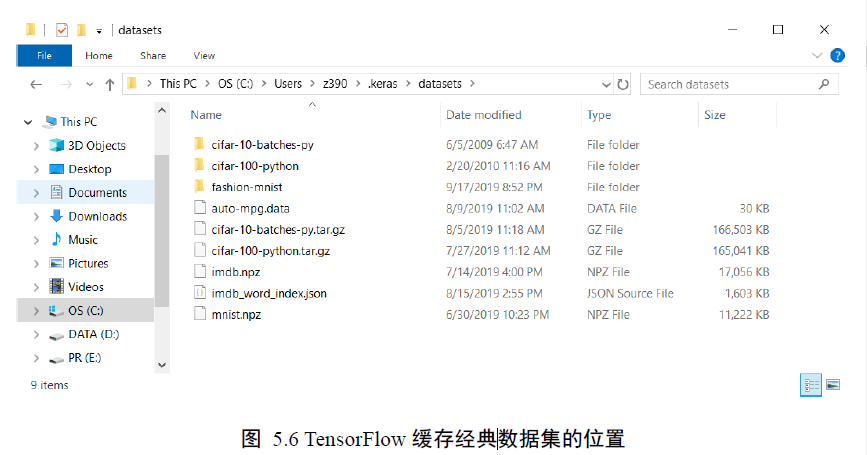 datasets
File Home Share View
This PC > OS (C:) > Users > z390 > .keras > datasets >
Search datasets
Name Date modified Type Size
This PC
3D Objects
Desktop
Documents
Downloads
Music
Pictures
Videos
OS (C:)
DATA (D:)
PR (E:)
cifar-10-batches-py 6/5/2009 6:47 AM File folder
cifar-100-python 2/20/2010 11:16 AM File folder
fashion-mnist 9/17/2019 8:52 PM File folder
auto-mpg.data 8/9/2019 11:02 AM DATA File 30 KB
cifar-10-batches-py.tar.gz 8/5/2019 11:18 AM GZ File 166,503 KB
cifar-100-python.tar.gz 7/27/2019 11:12 AM GZ File 165,041 KB
imdb.npz 7/14/2019 4:00 PM NPZ File 17,056 KB
imdb_word_index.json 8/15/2019 2:55 PM JSON Source File 1,603 KB
mnist.npz 6/30/2019 10:23 PM NPZ File 11,222 KB
9 items
图 5.6 TensorFlow 缓存经典数据集的位置